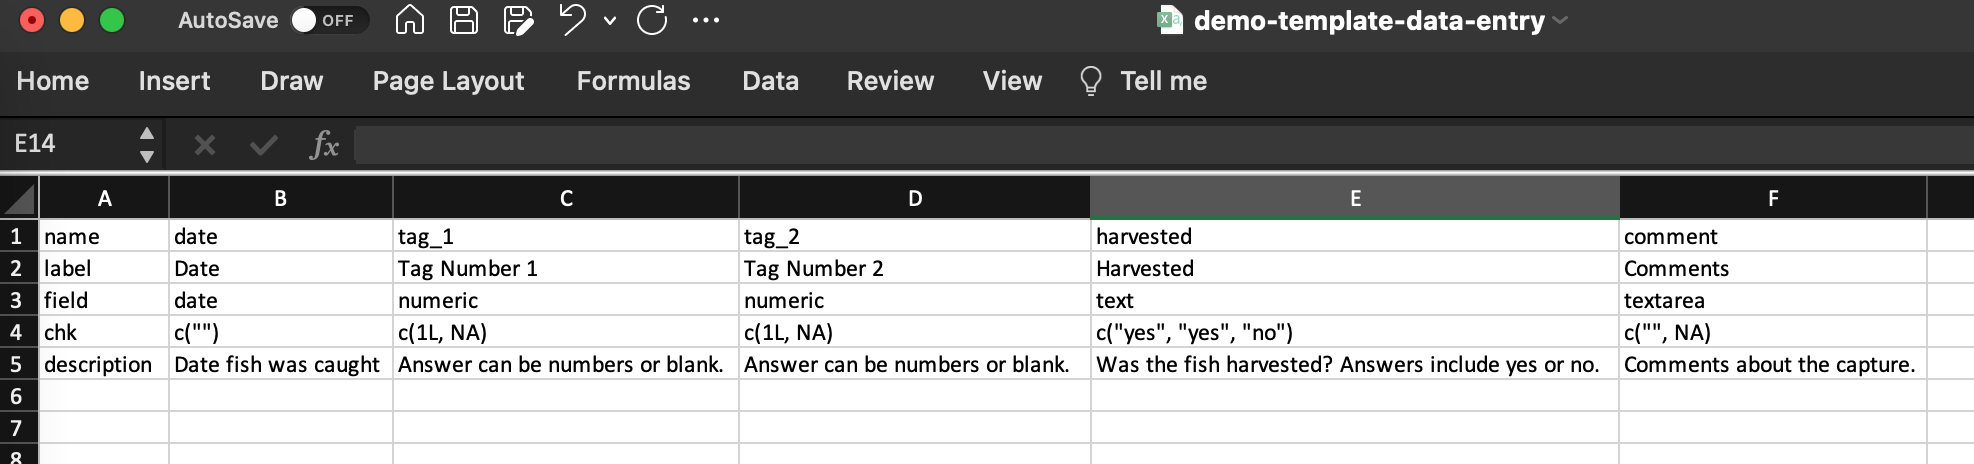 AutoSave OFF demo-template-data-entry
Home Insert Draw Page Layout Formulas Data Review View Tell me
E14 fx
A B C D E F
1 name date tag_1 tag_2 harvested comment
2 label Date Tag Number 1 Tag Number 2 Harvested Comments
3 field date numeric numeric text textarea
4 chk c("") c(1L, NA) c(1L, NA) c("yes", "yes", "no") c("", NA)
5 description Date fish was caught Answer can be numbers or blank. Answer can be numbers or blank. Was the fish harvested? Answers include yes or no. Comments about the capture.
6
7
8